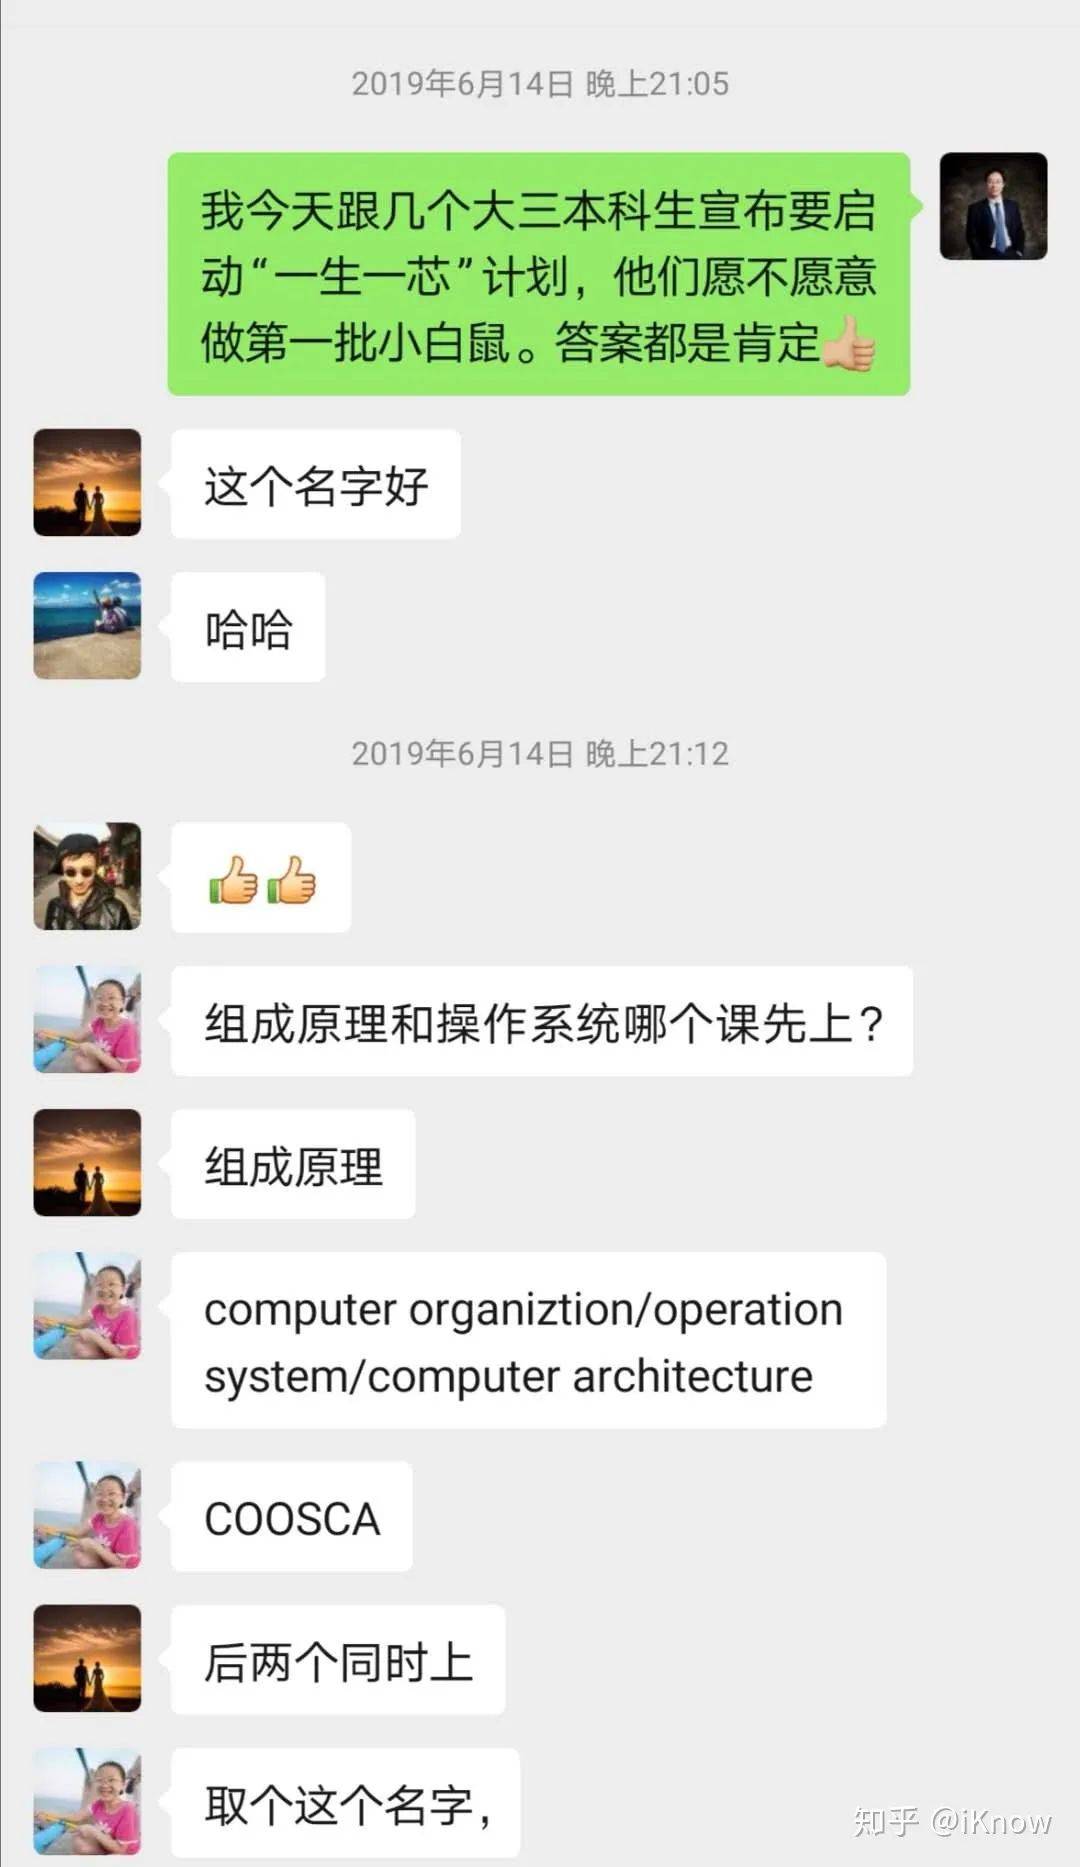 2019年6月14日 晚上21:05
我今天跟几个大三本科生宣布要启
动“一生一芯”计划，他们愿不愿意
做第一批小白鼠。答案都是肯定👍🏼
这个名字好
哈哈
2019年6月14日 晚上21:12
👍👍
组成原理和操作系统哪个课先上？
组成原理
computer organiztion/operation
system/computer architecture
COOSCA
后两个同时上
取个这个名字，
知乎 @iKnow